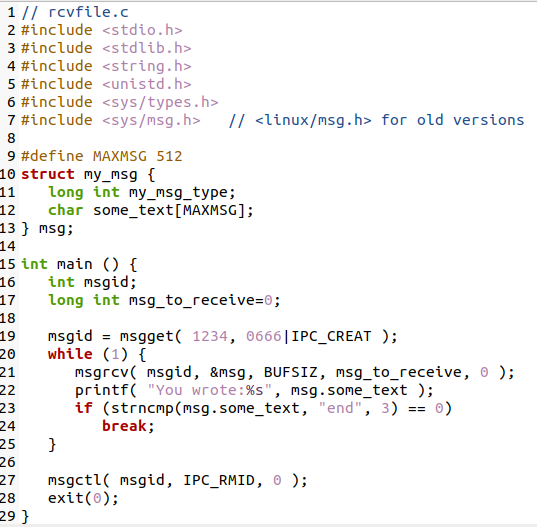 1 // rcvfile.c
2 #include <stdio.h>
3 #include <stdlib.h>
4 #include <string.h>
5 #include <unistd.h>
6 #include <sys/types.h>
7 #include <sys/msg.h>   // <linux/msg.h> for old versions
8
9 #define MAXMSG 512
10 struct my_msg {
11    long int my_msg_type;
12    char some_text[MAXMSG];
13 } msg;
14
15 int main () {
16    int msgid;
17    long int msg_to_receive=0;
18
19    msgid = msgget( 1234, 0666|IPC_CREAT );
20    while (1) {
21       msgrcv( msgid, &msg, BUFSIZ, msg_to_receive, 0 );
22       printf( "You wrote:%s", msg.some_text );
23       if (strncmp(msg.some_text, "end", 3) == 0)
24          break;
25    }
26
27    msgctl( msgid, IPC_RMID, 0 );
28    exit(0);
29 }